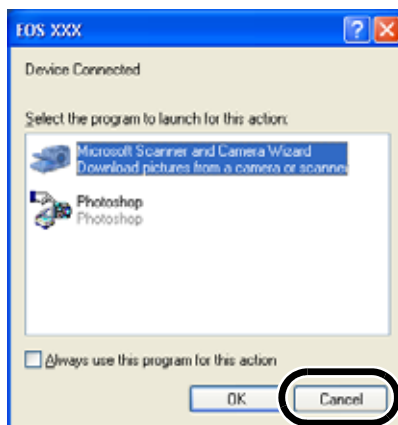 EOS XXX
Device Connected
Select the program to launch for this action:
Microsoft Scanner and Camera Wizard
Download pictures from a camera or scanner
Photoshop
Photoshop
Always use this program for this action
OK Cancel